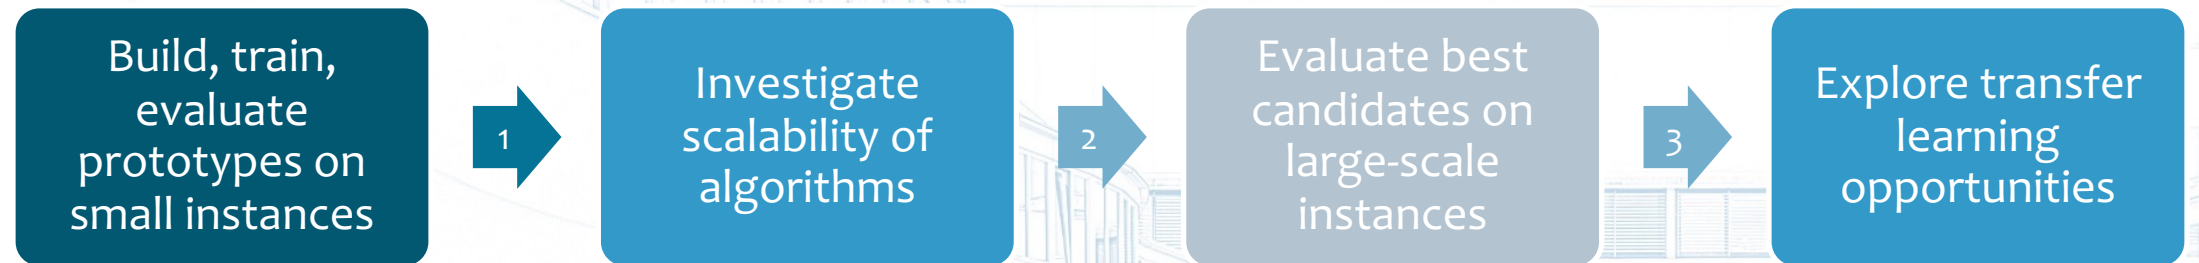 Build, train,
evaluate
prototypes on
small instances
1
Investigate
scalability of
algorithms
2
Evaluate best
candidates on
large-scale
instances
3
Explore transfer
learning
opportunities